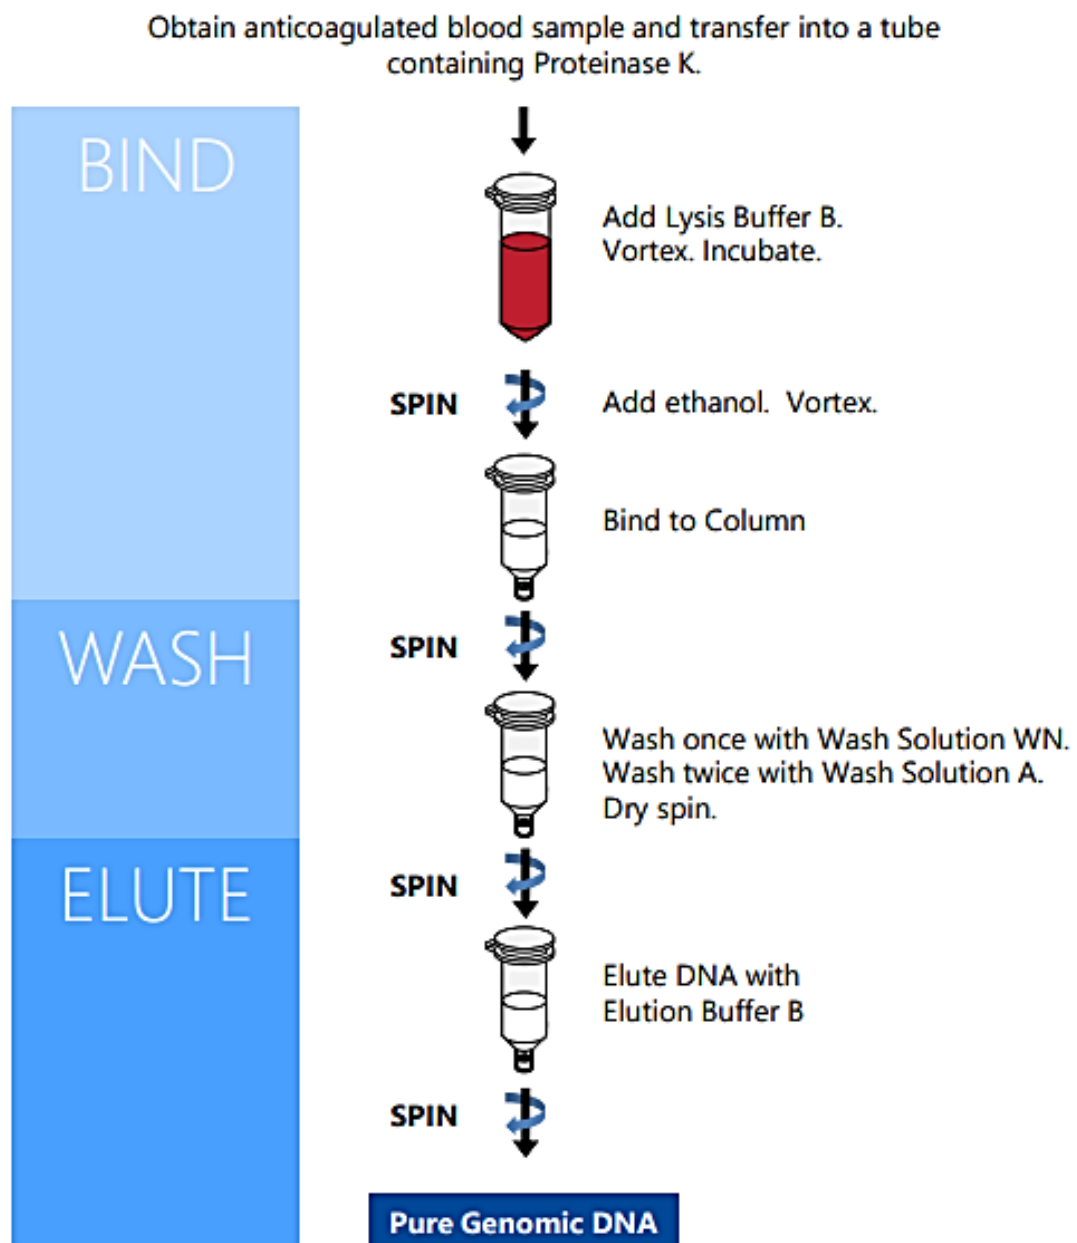 Obtain anticoagulated blood sample and transfer into a tube
containing Proteinase K.
BIND
Add Lysis Buffer B.
Vortex. Incubate.
SPIN
Add ethanol. Vortex.
Bind to Column
WASH
SPIN
Wash once with Wash Solution WN.
Wash twice with Wash Solution A.
Dry spin.
ELUTE
SPIN
Elute DNA with
Elution Buffer B
SPIN
Pure Genomic DNA